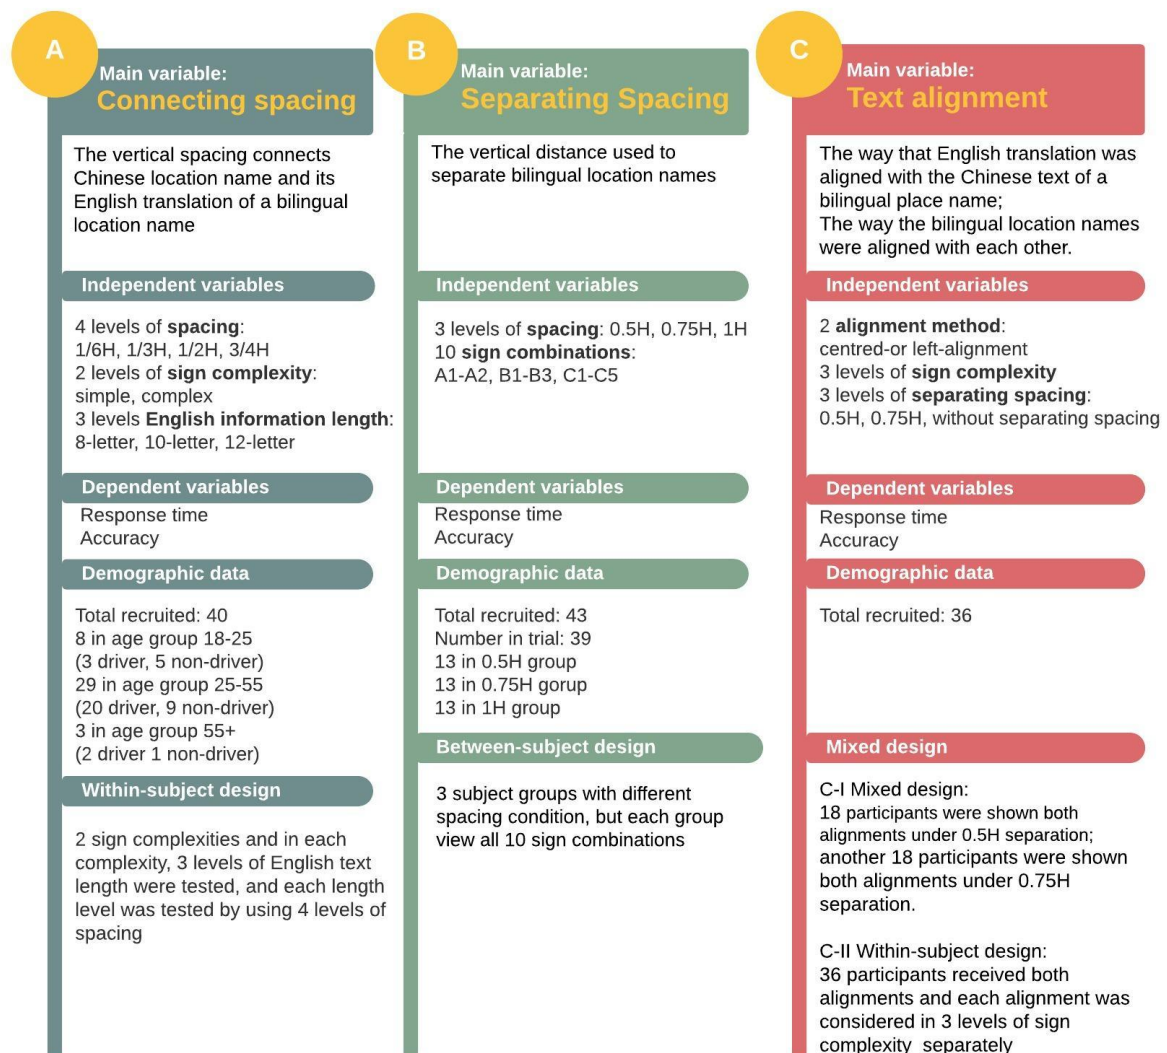 A
Main variable:
Connecting spacing
The vertical spacing connects
Chinese location name and its
English translation of a bilingual
location name
Independent variables
4 levels of spacing:
1/6H, 1/3H, 1/2H, 3/4H
2 levels of sign complexity:
simple, complex
3 levels English information length:
8-letter, 10-letter, 12-letter
Dependent variables
Response time
Accuracy
Demographic data
Total recruited: 40
8 in age group 18-25
(3 driver, 5 non-driver)
29 in age group 25-55
(20 driver, 9 non-driver)
3 in age group 55+
(2 driver 1 non-driver)
Within-subject design
2 sign complexities and in each
complexity, 3 levels of English text
length were tested, and each length
level was tested by using 4 levels of
spacing
B
Main variable:
Separating Spacing
The vertical distance used to
separate bilingual location names
Independent variables
3 levels of spacing: 0.5H, 0.75H, 1H
10 sign combinations:
A1-A2, B1-B3, C1-C5
Dependent variables
Response time
Accuracy
Demographic data
Total recruited: 43
Number in trial: 39
13 in 0.5H group
13 in 0.75H gorup
13 in 1H group
Between-subject design
3 subject groups with different
spacing condition, but each group
view all 10 sign combinations
C
Main variable:
Text alignment
The way that English translation was
aligned with the Chinese text of a
bilingual place name;
The way the bilingual location names
were aligned with each other.
Independent variables
2 alignment method:
centred-or left-alignment
3 levels of sign complexity
3 levels of separating spacing:
0.5H, 0.75H, without separating spacing
Dependent variables
Response time
Accuracy
Demographic data
Total recruited: 36
Mixed design
C-I Mixed design:
18 participants were shown both
alignments under 0.5H separation;
another 18 participants were shown
both alignments under 0.75H
separation.
C-II Within-subject design:
36 participants received both
alignments and each alignment was
considered in 3 levels of sign
complexity separately